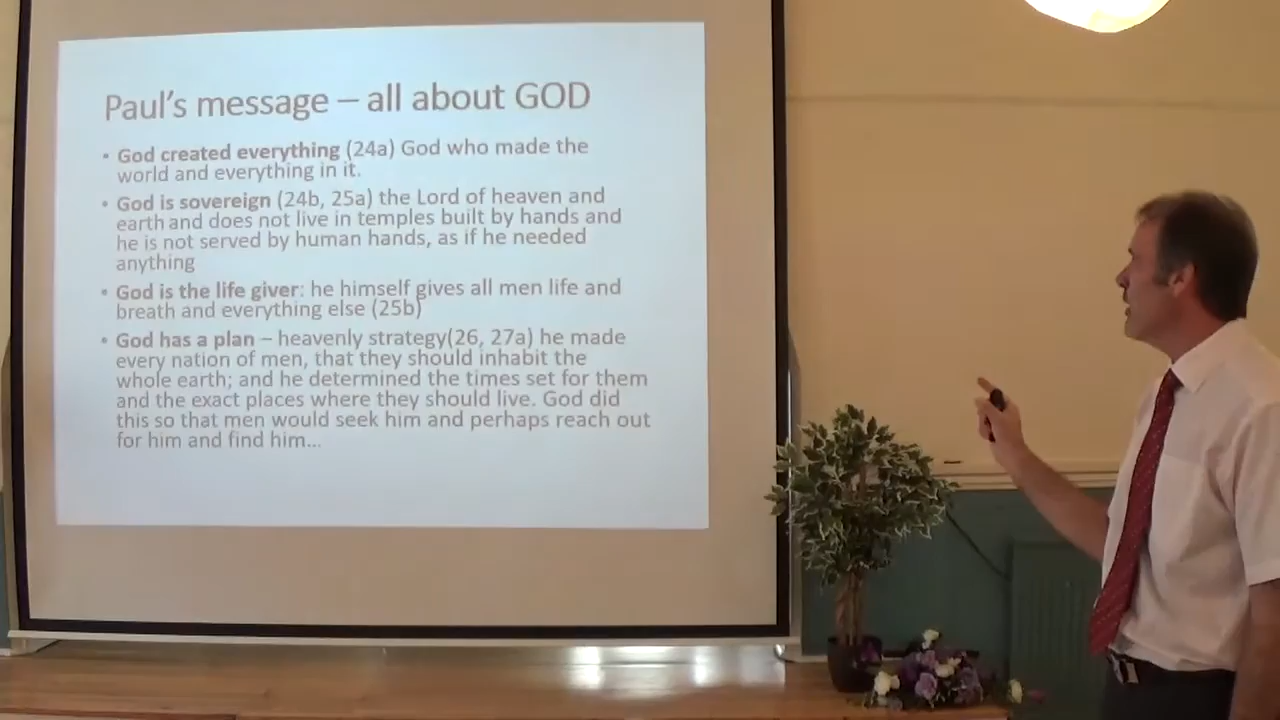 Paul's message – all about GOD
• God created everything (24a) God who made the
world and everything in it.
• God is sovereign (24b, 25a) the Lord of heaven and
earth and does not live in temples built by hands and
he is not served by human hands, as if he needed
anything
• God is the life giver: he himself gives all men life and
breath and everything else (25b)
• God has a plan – heavenly strategy(26, 27a) he made
every nation of men, that they should inhabit the
whole earth; and he determined the times set for them
and the exact places where they should live. God did
this so that men would seek him and perhaps reach out
for him and find him...